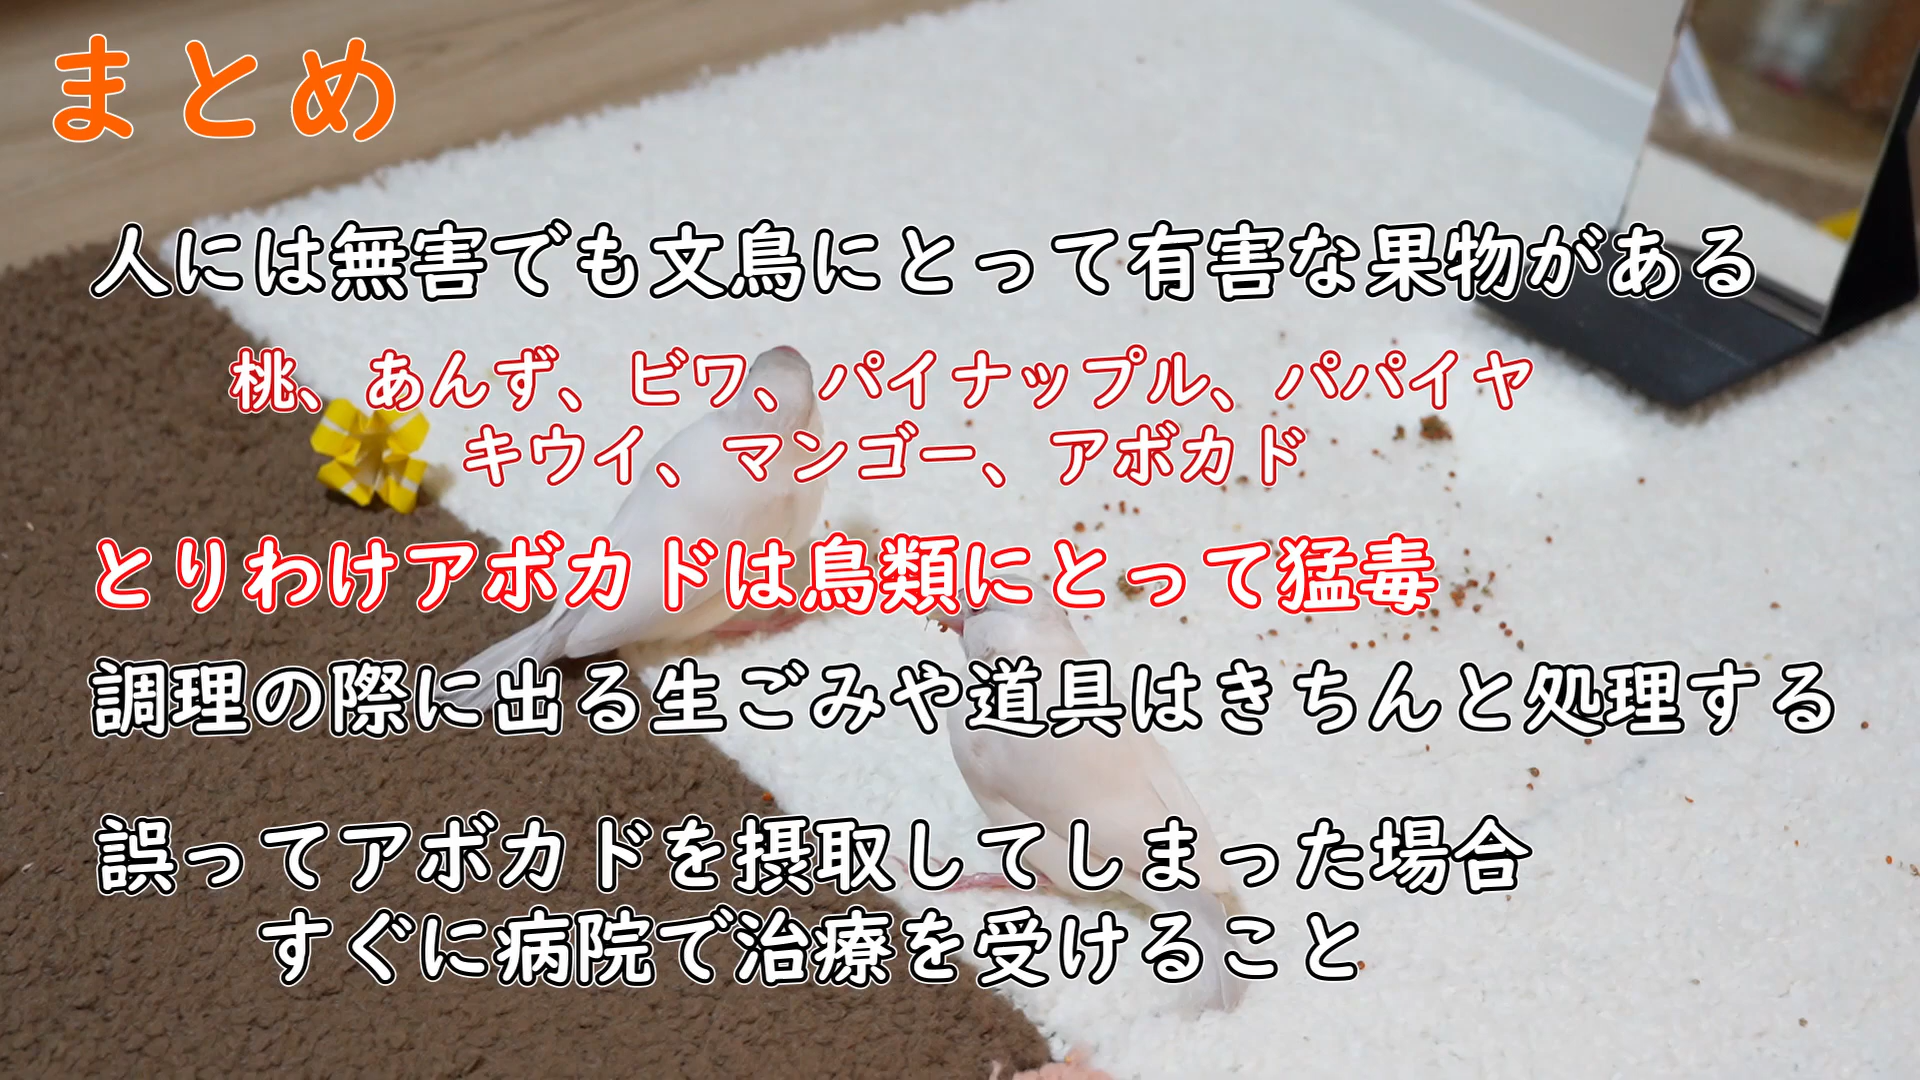 まとめ
人には無害でも文鳥にとって有害な果物がある
桃、あんず、ビワ、パイナップル、パパイヤ
キウイ、マンゴー、アボカド
とりわけアボカドは鳥類にとって猛毒
調理の際に出る生ごみや道具はきちんと処理する
誤ってアボカドを摂取してしまった場合
すぐに病院で治療を受けること